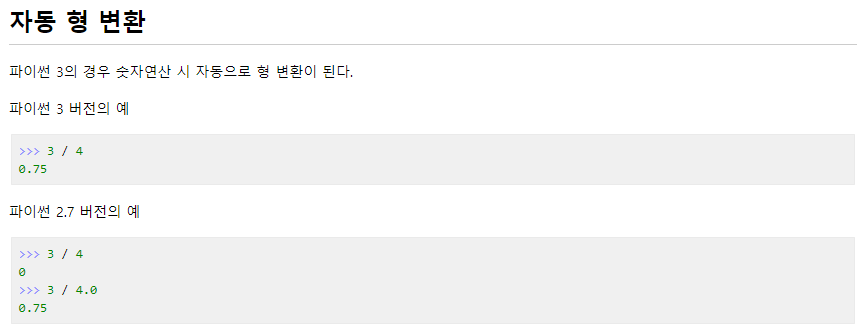 자동 형 변환
파이썬 3의 경우 숫자연산 시 자동으로 형 변환이 된다.
파이썬 3 버전의 예
>>> 3 / 4
0.75
파이썬 2.7 버전의 예
>>> 3 / 4
0
>>> 3 / 4.0
0.75